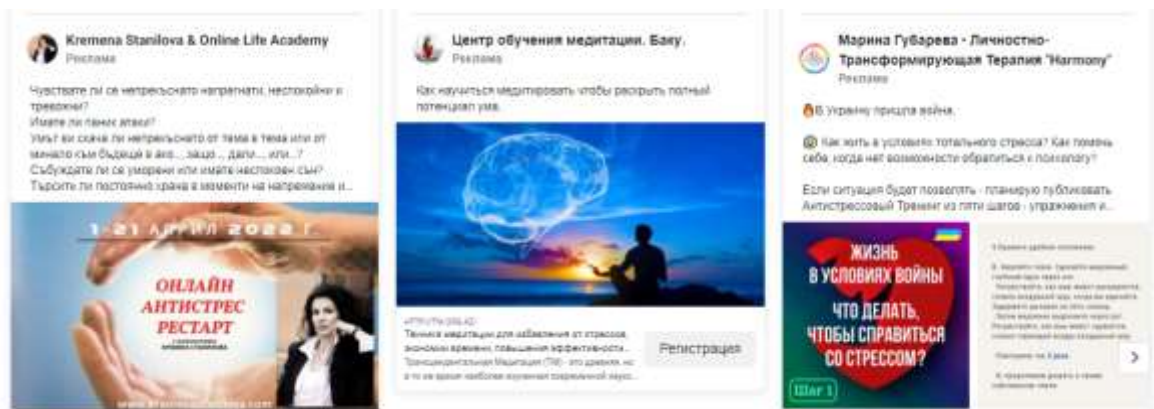 Kremena Stanilova & Online Life Academy
Реклама
Чувствате ли се непрекъснато напрегнати, неспокойни и
тревожни?
Имате ли паник атаки?
Умът ви скача ли непрекъснато от тема в тема или от
минало към бъдеще в ако..., защо..., дали..., или...?
Събуждате ли се уморени или имате неспокоен сън?
Търсите ли постоянно храна в моменти на напрежение и...
1-21 АПРИЛ 2022 Г.
ОНЛАЙН
АНТИСТРЕС
РЕСТАРТ
Центр обучения медитации. Баку.
Реклама
Как научиться медитировать чтобы раскрыть полный
потенциал ума.
Техника медитации для избавления от стрессов,
экономии времени, повышения эффективности...
Трансцендентальная Медитация (ТМ) - это древняя, но
в то же время наиболее изученная современной наукой...
Регистрация
Марина Губарева - Личностно-
Трансформирующая Терапия "Harmony"
Реклама
🔥В Украину пришла война.
Как жить в условиях тотального стресса? Как помочь
себе, когда нет возможности обратиться к психологу?
Если ситуация будет позволять - планирую публиковать
Антистрессовый Тренинг из пяти шагов - упражнения и...
ЖИЗНЬ
В УСЛОВИЯХ ВОЙНЫ
ЧТО ДЕЛАТЬ,
ЧТОБЫ СПРАВИТЬСЯ
СО СТРЕССОМ?
Шаг 1